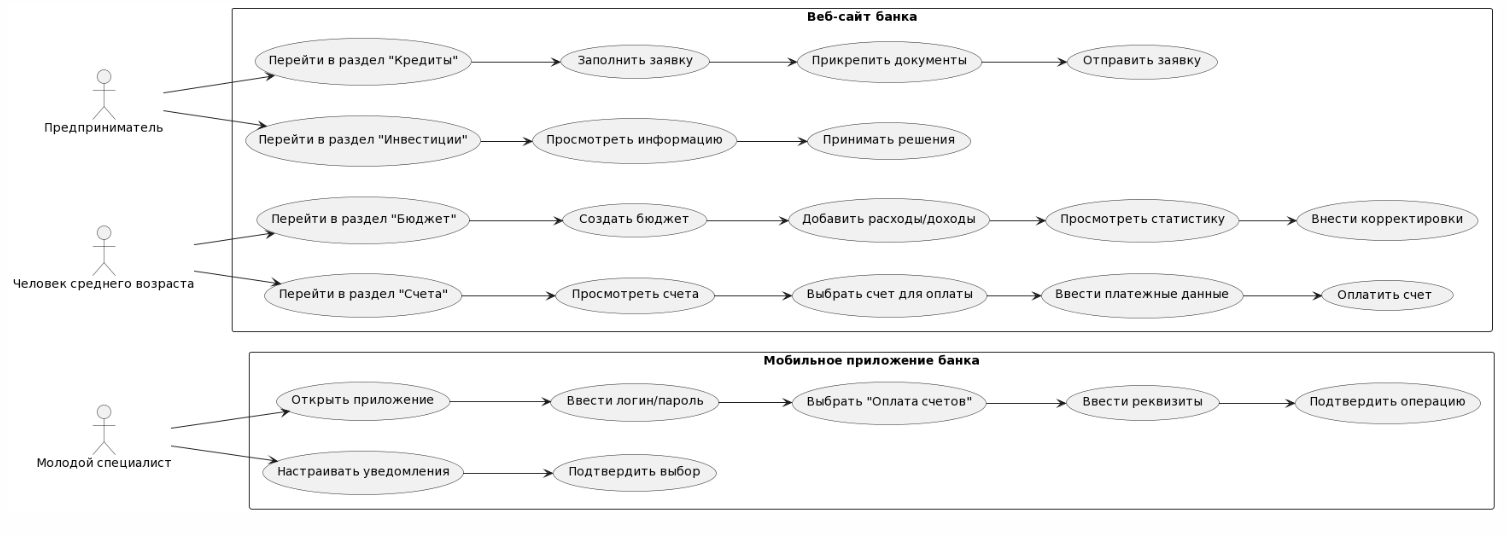 Веб-сайт банка
Перейти в раздел "Кредиты"
Заполнить заявку
Прикрепить документы
Отправить заявку
Предприниматель
Перейти в раздел "Инвестиции"
Просмотреть информацию
Принимать решения
Перейти в раздел "Бюджет"
Создать бюджет
Добавить расходы/доходы
Просмотреть статистику
Внести корректировки
Человек среднего возраста
Перейти в раздел "Счета"
Просмотреть счета
Выбрать счет для оплаты
Ввести платежные данные
Оплатить счет
Мобильное приложение банка
Открыть приложение
Ввести логин/пароль
Выбрать "Оплата счетов"
Ввести реквизиты
Подтвердить операцию
Молодой специалист
Настраивать уведомления
Подтвердить выбор